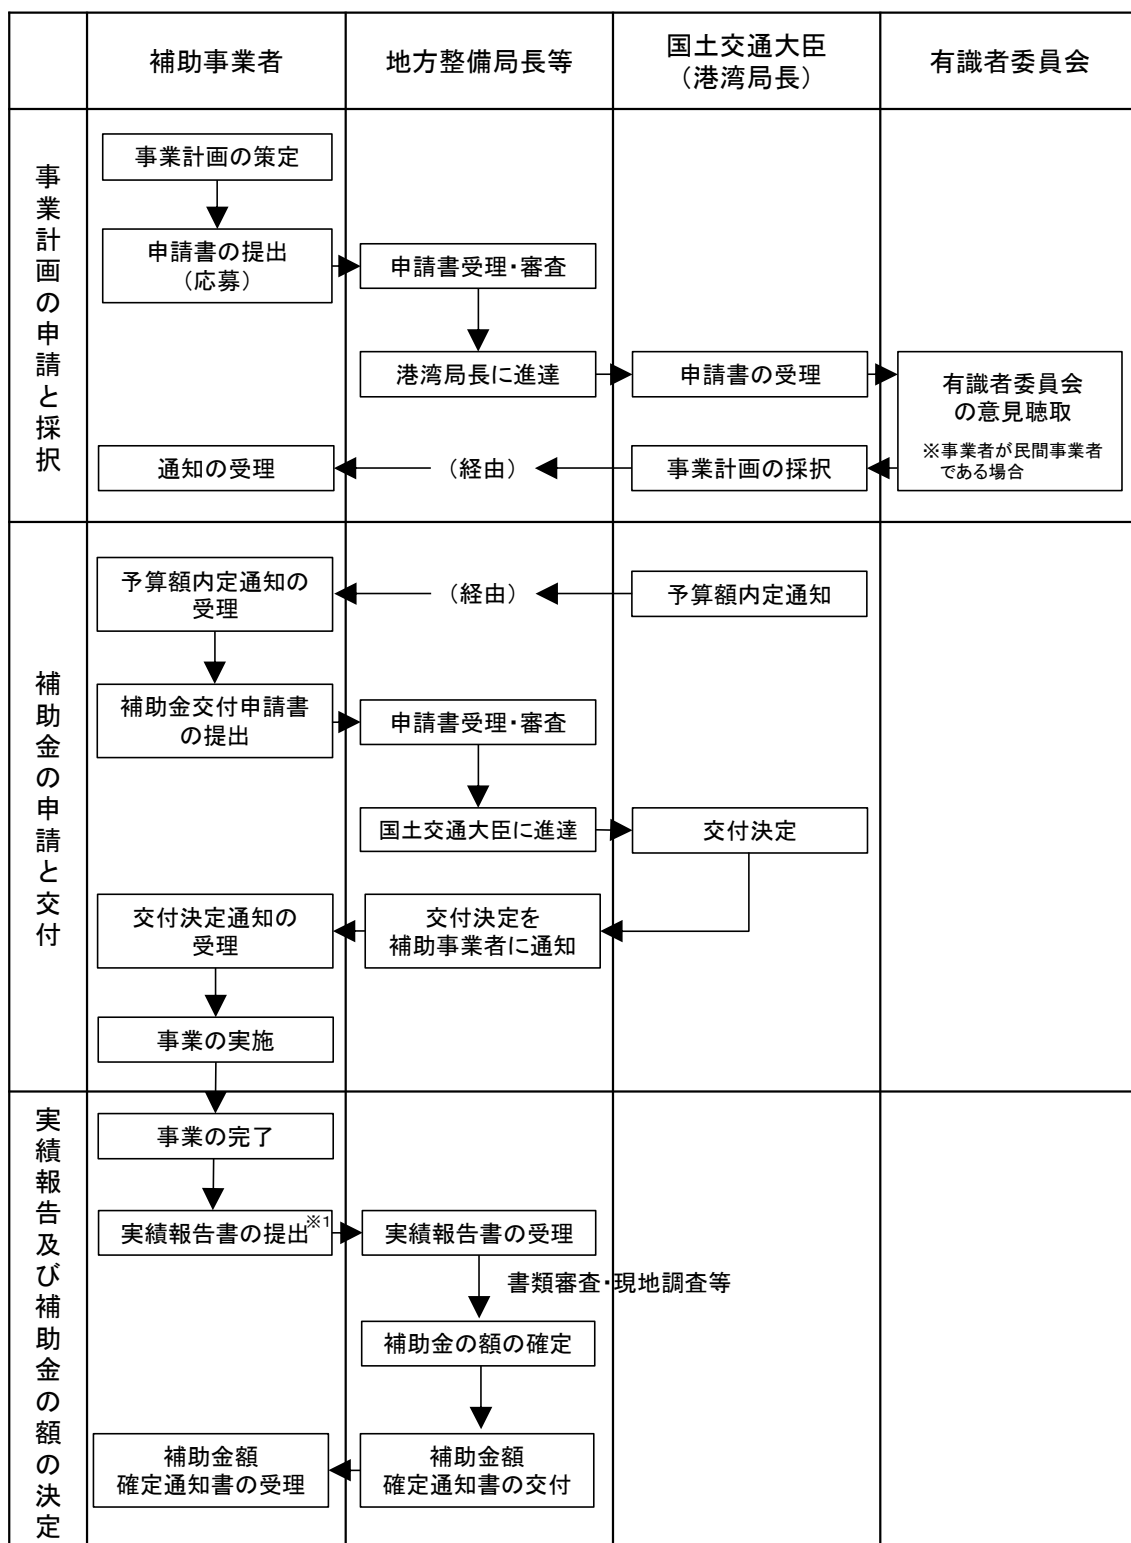 補助事業者
地方整備局長等
国土交通大臣
（港湾局長）
有識者委員会
事業計画の申請と採択
事業計画の策定
申請書の提出
（応募）
申請書受理・審査
港湾局長に進達
申請書の受理
有識者委員会
の意見聴取
※事業者が民間事業者
である場合
事業計画の採択
（経由）
通知の受理
補助金の申請と交付
予算額内定通知の
受理
（経由）
予算額内定通知
補助金交付申請書
の提出
申請書受理・審査
国土交通大臣に進達
交付決定
交付決定通知の
受理
交付決定を
補助事業者に通知
事業の実施
実績報告及び補助金の額の決定
事業の完了
実績報告書の提出※1
実績報告書の受理
書類審査・現地調査等
補助金の額の確定
補助金額
確定通知書の受理
補助金額
確定通知書の交付